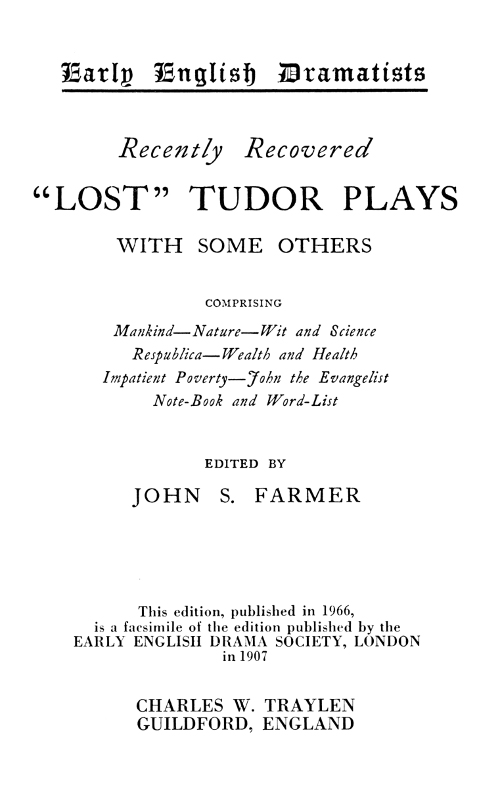 Early English Dramatists
Recently Recovered
“LOST” TUDOR PLAYS
WITH SOME OTHERS
COMPRISING
Mankind—Nature—Wit and Science
Respublica—Wealth and Health
Impatient Poverty—John the Evangelist
Note-Book and Word-List
EDITED BY
JOHN S. FARMER
This edition, published in 1966,
is a facsimile of the edition published by the
EARLY ENGLISH DRAMA SOCIETY, LONDON
in 1907
CHARLES W. TRAYLEN
GUILDFORD, ENGLAND